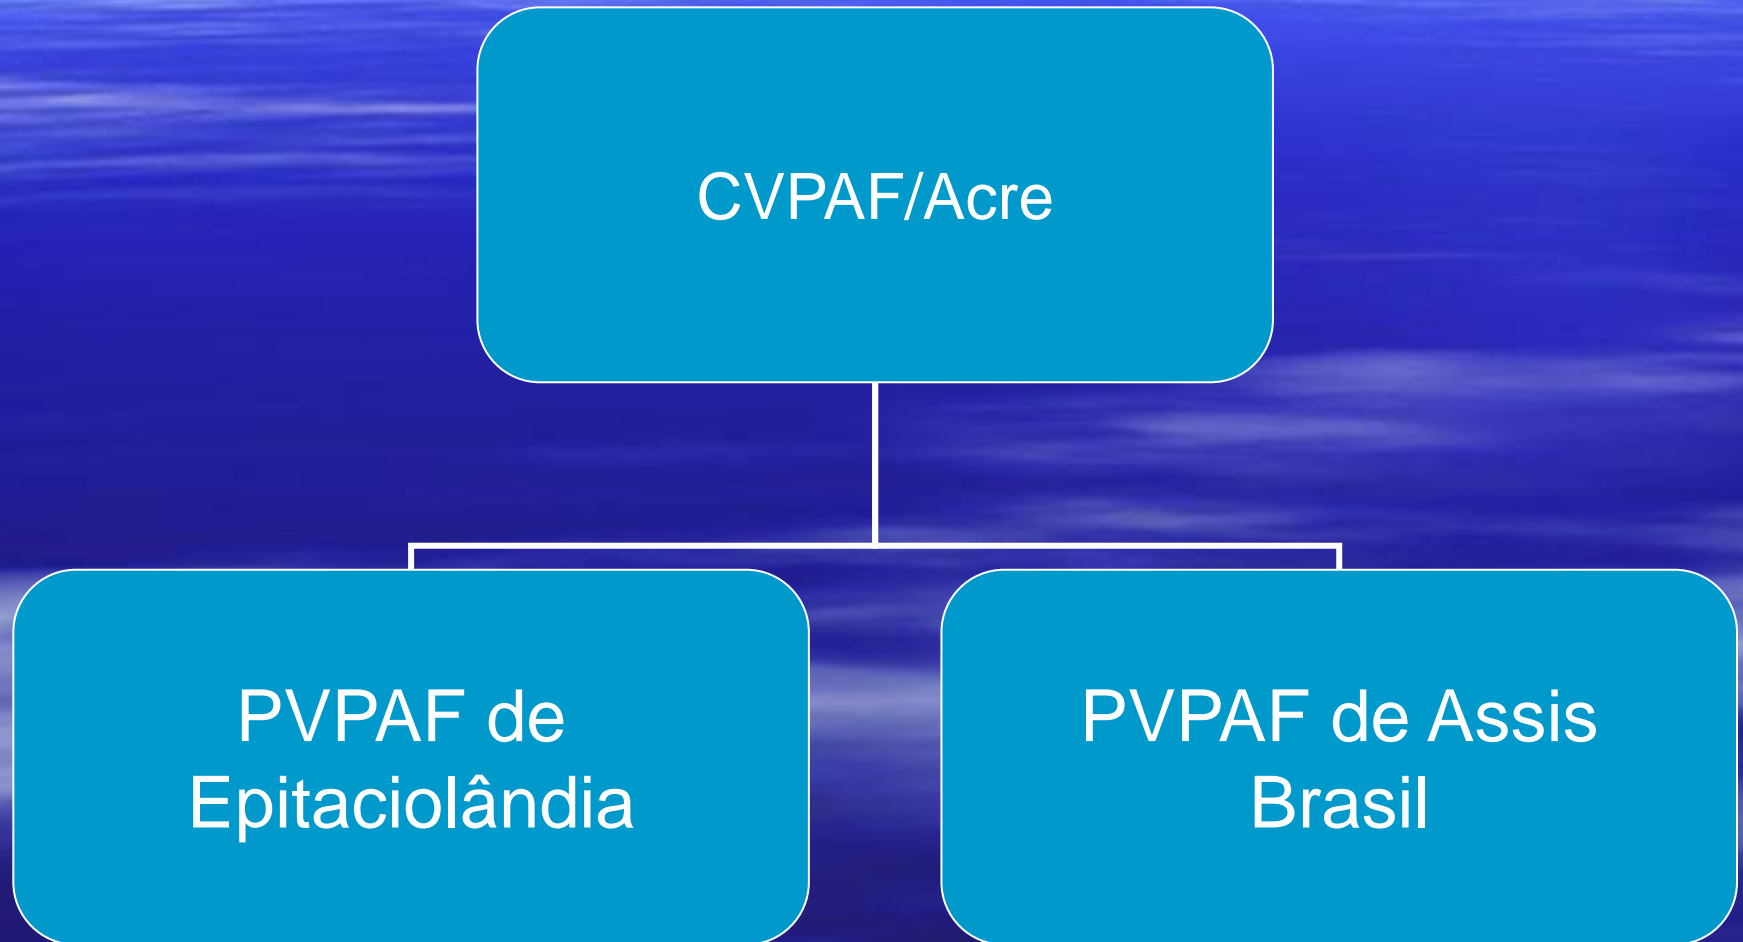 CVPAF/Acre
PVPAF de
Epitaciolândia
PVPAF de Assis
Brasil